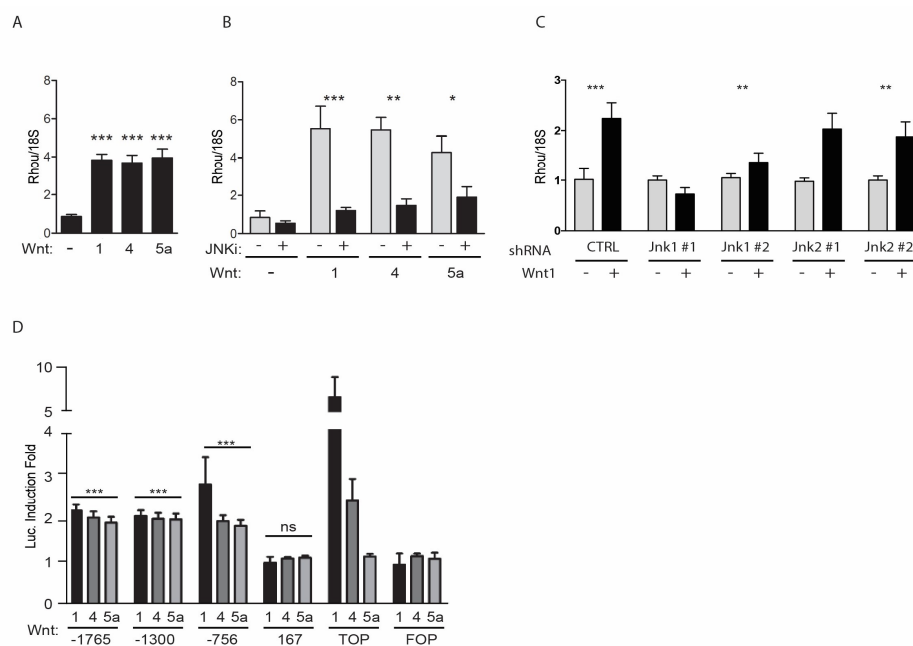 A
B
C
Rhou/18S
8
6
4
2
0
*** *** ***
Wnt: - 1 4 5a
Rhou/18S
8
6
4
2
0
*** ** *
JNKi: - + - + - + - +
Wnt: - 1 4 5a
Rhou/18S
3
2
1
0
*** ** **
shRNA CTRL Jnk1 #1 Jnk1 #2 Jnk2 #1 Jnk2 #2
Wnt1 - + - + - + - + - +
D
Luc. Induction Fold
10
5
4
3
2
1
0
*** *** *** ns
1 4 5a 1 4 5a 1 4 5a 1 4 5a 1 4 5a 1 4 5a
Wnt: -1765 -1300 -756 167 TOP FOP